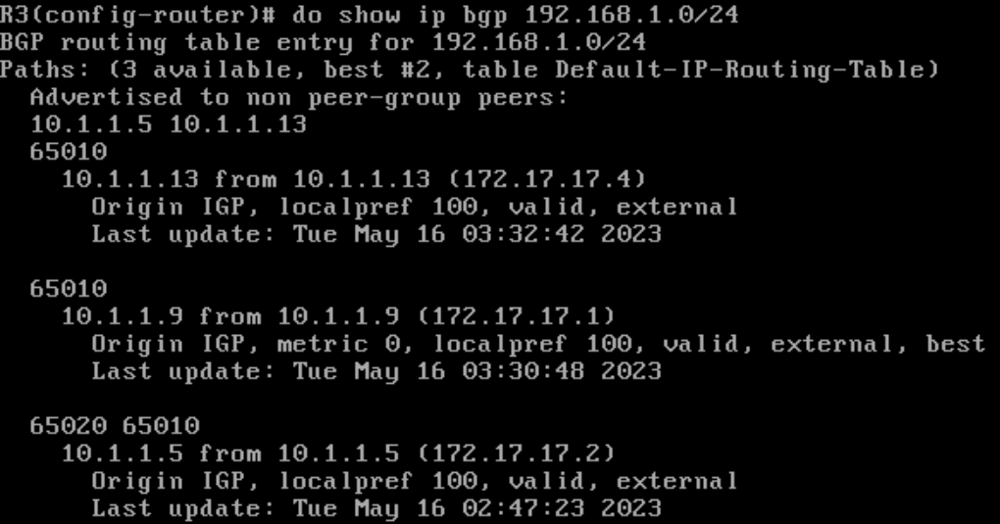 R3(config-router)# do show ip bgp 192.168.1.0/24
BGP routing table entry for 192.168.1.0/24
Paths: (3 available, best #2, table Default-IP-Routing-Table)
  Advertised to non peer-group peers:
  10.1.1.5 10.1.1.13
  65010
    10.1.1.13 from 10.1.1.13 (172.17.17.4)
      Origin IGP, localpref 100, valid, external
      Last update: Tue May 16 03:32:42 2023

  65010
    10.1.1.9 from 10.1.1.9 (172.17.17.1)
      Origin IGP, metric 0, localpref 100, valid, external, best
      Last update: Tue May 16 03:30:48 2023

  65020 65010
    10.1.1.5 from 10.1.1.5 (172.17.17.2)
      Origin IGP, localpref 100, valid, external
      Last update: Tue May 16 02:47:23 2023